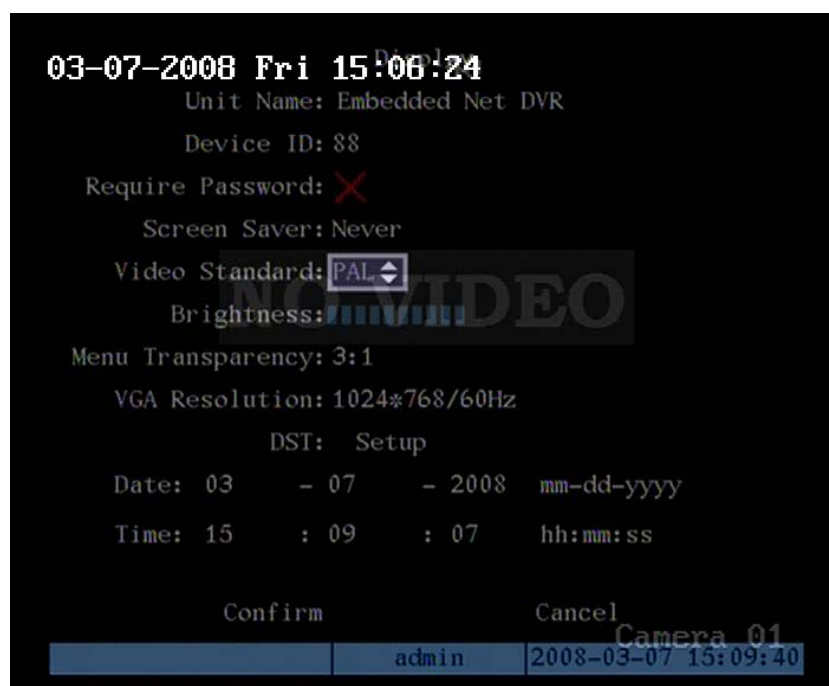 Display
03-07-2008 Fri 15:06:24
Unit Name: Embedded Net DVR
Device ID: 88
Require Password:
Screen Saver: Never
Video Standard: PAL
NO VIDEO
Brightness:
Menu Transparency: 3:1
VGA Resolution: 1024*768/60Hz
DST: Setup
Date: 03 - 07 - 2008 mm-dd-yyyy
Time: 15 : 09 : 07 hh:mm:ss
Confirm Cancel
Camera 01
admin 2008-03-07 15:09:40